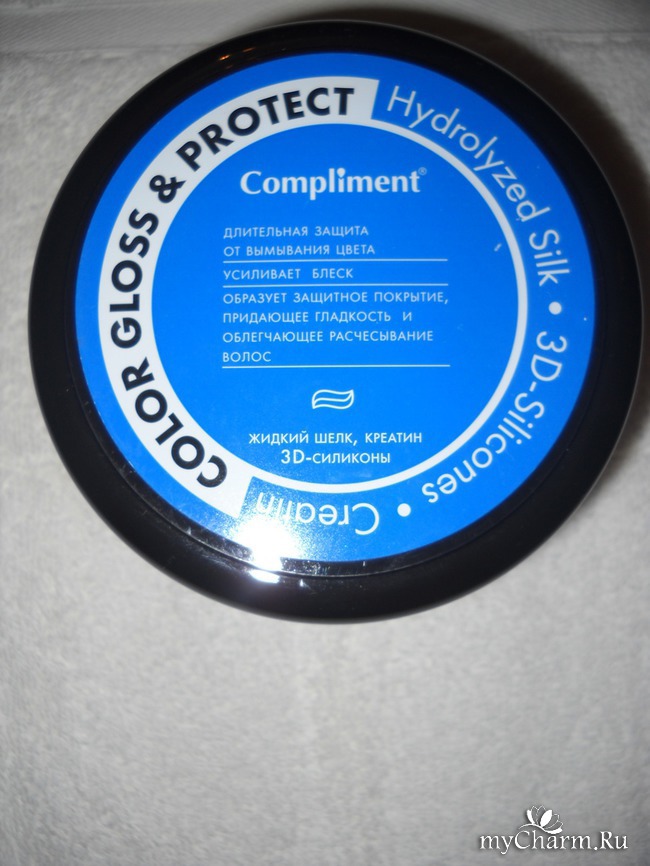 COLOR GLOSS & PROTECT
Hydrolyzed Silk • 3D-Silicones • Creatin
Compliment®
ДЛИТЕЛЬНАЯ ЗАЩИТА
ОТ ВЫМЫВАНИЯ ЦВЕТА
УСИЛИВАЕТ БЛЕСК
ОБРАЗУЕТ ЗАЩИТНОЕ ПОКРЫТИЕ,
ПРИДАЮЩЕЕ ГЛАДКОСТЬ И
ОБЛЕГЧАЮЩЕЕ РАСЧЕСЫВАНИЕ
ВОЛОС
ЖИДКИЙ ШЕЛК, КРЕАТИН
3D-СИЛИКОНЫ
myCharm.Ru